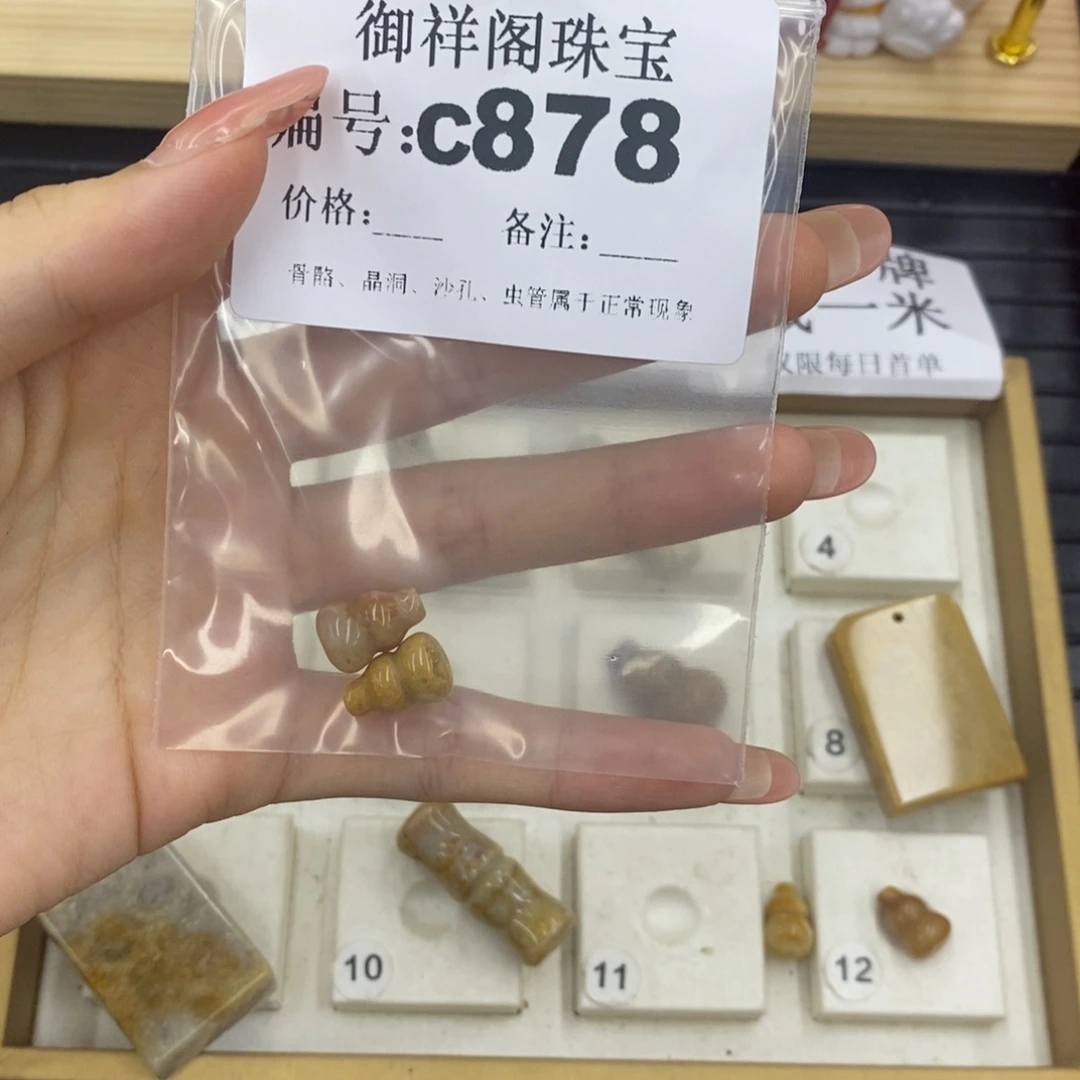 御祥阁珠宝
编号:c878
价格:___ 备注:____
骨骼、晶洞、沙孔、虫管属于正常现象
牌
一米
仅限每日首单
4
8
10
11
12